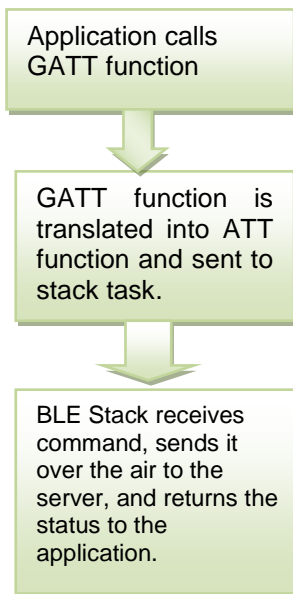 Application calls
GATT function
GATT function is
translated into ATT
function and sent to
stack task.
BLE Stack receives
command, sends it
over the air to the
server, and returns the
status to the
application.